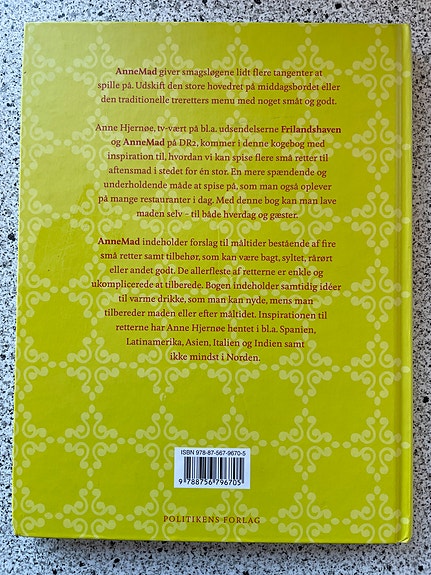 AnneMad giver smagsløgene lidt flere tangenter at
spille på. Udskift den store hovedret på middagsbordet eller
den traditionelle treretters menu med noget småt og godt.
Anne Hjernøe, tv-vært på bl.a. udsendelserne Frilandshaven
og AnneMad på DR2, kommer i denne kogebog med
inspiration til, hvordan vi kan spise flere små retter til
aftensmad i stedet for én stor. En mere spændende og
underholdende måde at spise på, som man også oplever
på mange restauranter i dag. Med denne bog kan man lave
maden selv – til både hverdag og gæster.
AnneMad indeholder forslag til måltider bestående af fire
små retter samt tilbehør, som kan være bagt, syltet, rårørt
eller andet godt. De allerfleste af retterne er enkle og
ukomplicerede at tilberede. Bogen indeholder samtidig idéer
til varme drikke, som man kan nyde, mens man
tilbereder maden eller efter måltidet. Inspirationen til
retterne har Anne Hjernøe hentet i bl.a. Spanien,
Latinamerika, Asien, Italien og Indien samt
ikke mindst i Norden.
ISBN 978-87-567-9670-5
9 788756 796705
POLITIKENS FORLAG